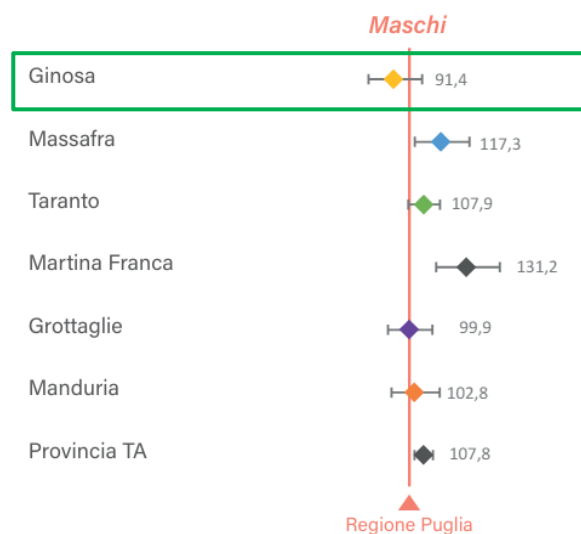 Maschi
Ginosa 91,4
Massafra 117,3
Taranto 107,9
Martina Franca 131,2
Grottaglie 99,9
Manduria 102,8
Provincia TA 107,8
Regione Puglia